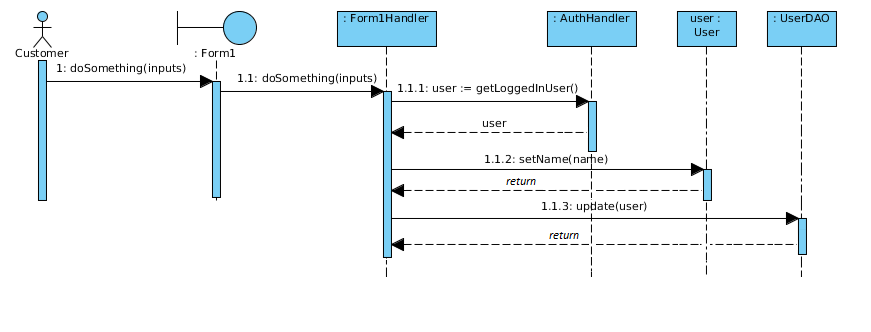 : Form1Handler
: AuthHandler
user :
User
: UserDAO
Customer
: Form1
1: doSomething(inputs)
1.1: doSomething(inputs)
1.1.1: user := getLoggedInUser()
user
1.1.2: setName(name)
return
1.1.3: update(user)
return